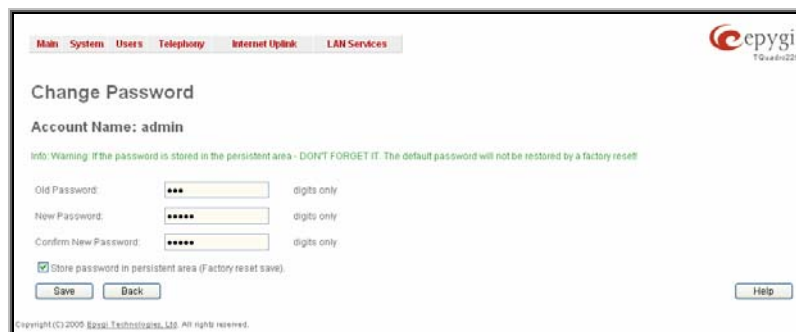 Main System Users Telephony Internet Uplink LAN Services
epygi
Change Password
Account Name: admin
Info: Warning: If the password is stored in the persistent area - DON'T FORGET IT. The default password will not be restored by a factory reset!
Old Password: ••• digits only
New Password: ••••• digits only
Confirm New Password: ••••• digits only
Store password in persistent area (Factory reset save).
Save Back Help
Copyright (C) 2005 Epygi Technologies, Ltd. All rights reserved.